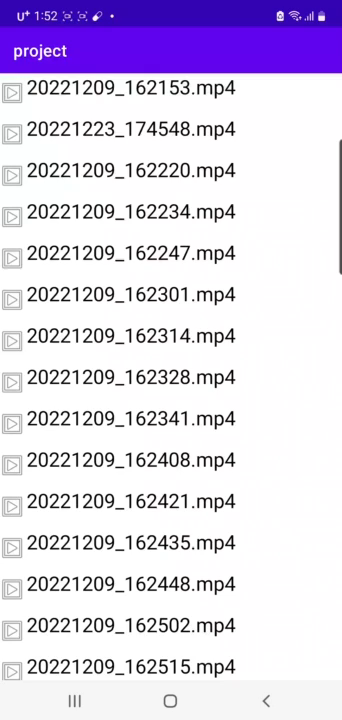 U+ 1:52
project
20221209_162153.mp4
20221223_174548.mp4
20221209_162220.mp4
20221209_162234.mp4
20221209_162247.mp4
20221209_162301.mp4
20221209_162314.mp4
20221209_162328.mp4
20221209_162341.mp4
20221209_162408.mp4
20221209_162421.mp4
20221209_162435.mp4
20221209_162448.mp4
20221209_162502.mp4
20221209_162515.mp4